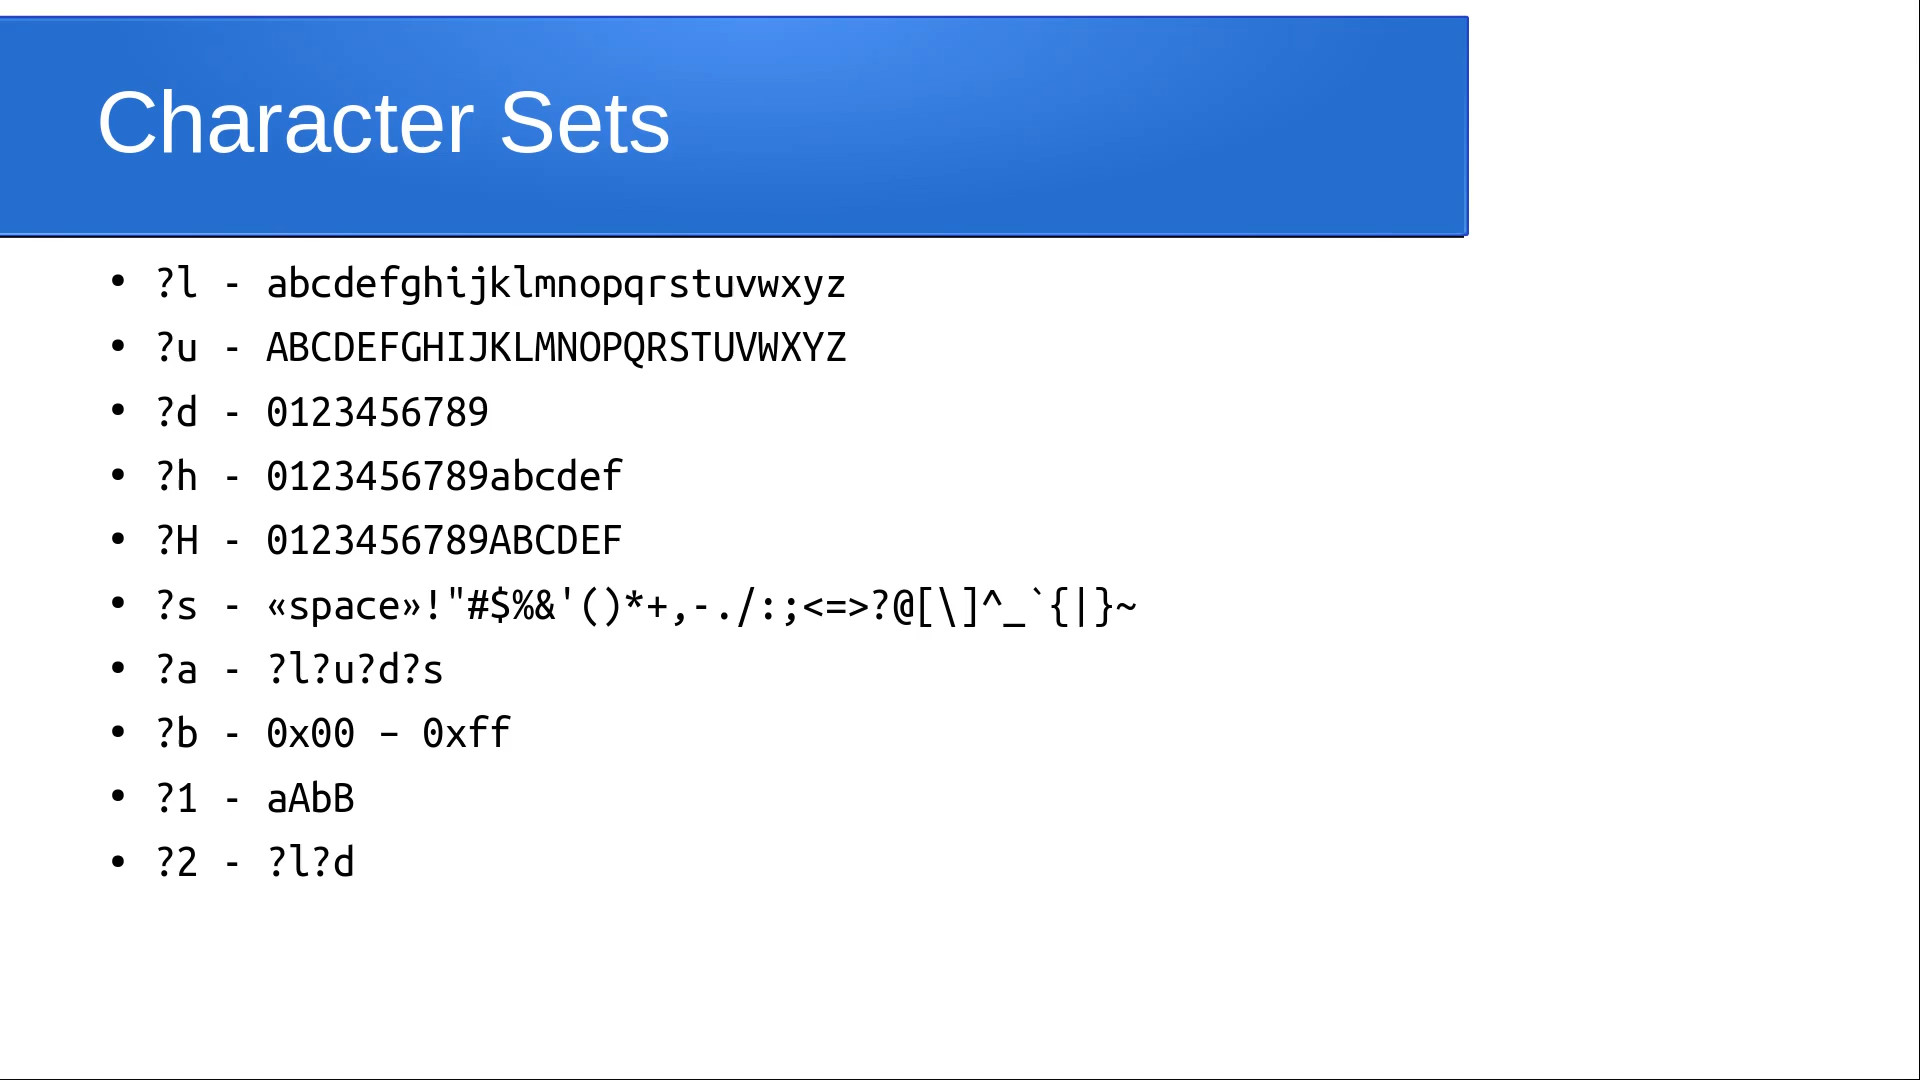 Character Sets
• ?l - abcdefghijklmnopqrstuvwxyz
• ?u - ABCDEFGHIJKLMNOPQRSTUVWXYZ
• ?d - 0123456789
• ?h - 0123456789abcdef
• ?H - 0123456789ABCDEF
• ?s - «space»!"#$%&'()*+,-./:;<=>?@[\]^_`{|}~
• ?a - ?l?u?d?s
• ?b - 0x00 – 0xff
• ?1 - aAbB
• ?2 - ?l?d